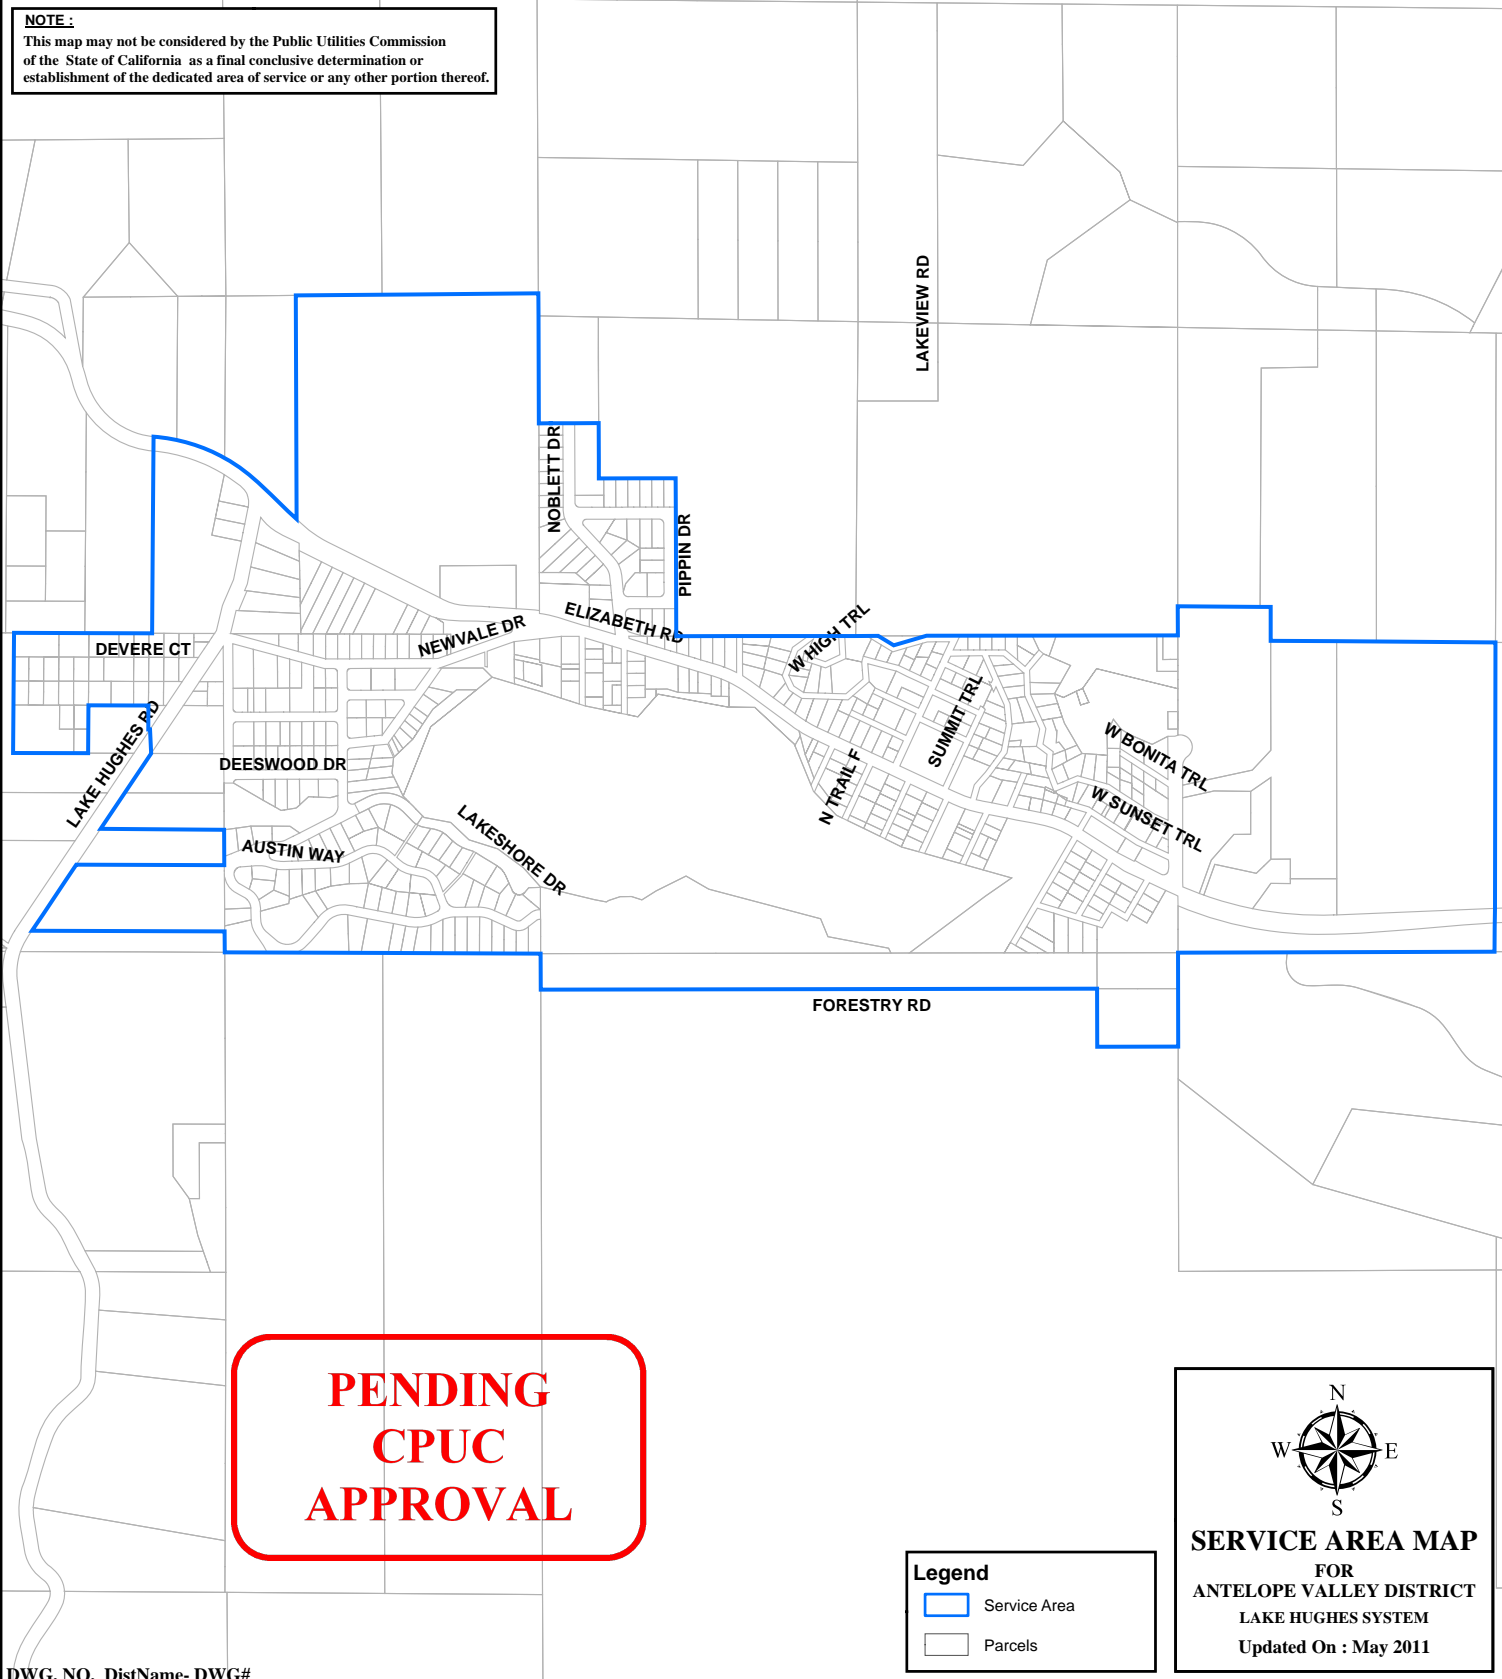 NOTE :
This map may not be considered by the Public Utilities Commission
of the State of California as a final conclusive determination or
establishment of the dedicated area of service or any other portion thereof.
LAKEVIEW RD
NOBLETT DR
PIPPIN DR
ELIZABETH RD
NEWVALE DR
W HIGH TRL
DEVERE CT
SUMMIT TRL
LAKE HUGHES RD
W BONITA TRL
DEESWOOD DR
N TRAIL F
W SUNSET TRL
LAKESHORE DR
AUSTIN WAY
FORESTRY RD
PENDING
CPUC
APPROVAL
Legend
Service Area
Parcels
N
W
E
S
SERVICE AREA MAP
FOR
ANTELOPE VALLEY DISTRICT
LAKE HUGHES SYSTEM
Updated On : May 2011
DWG. NO. DistName- DWG#